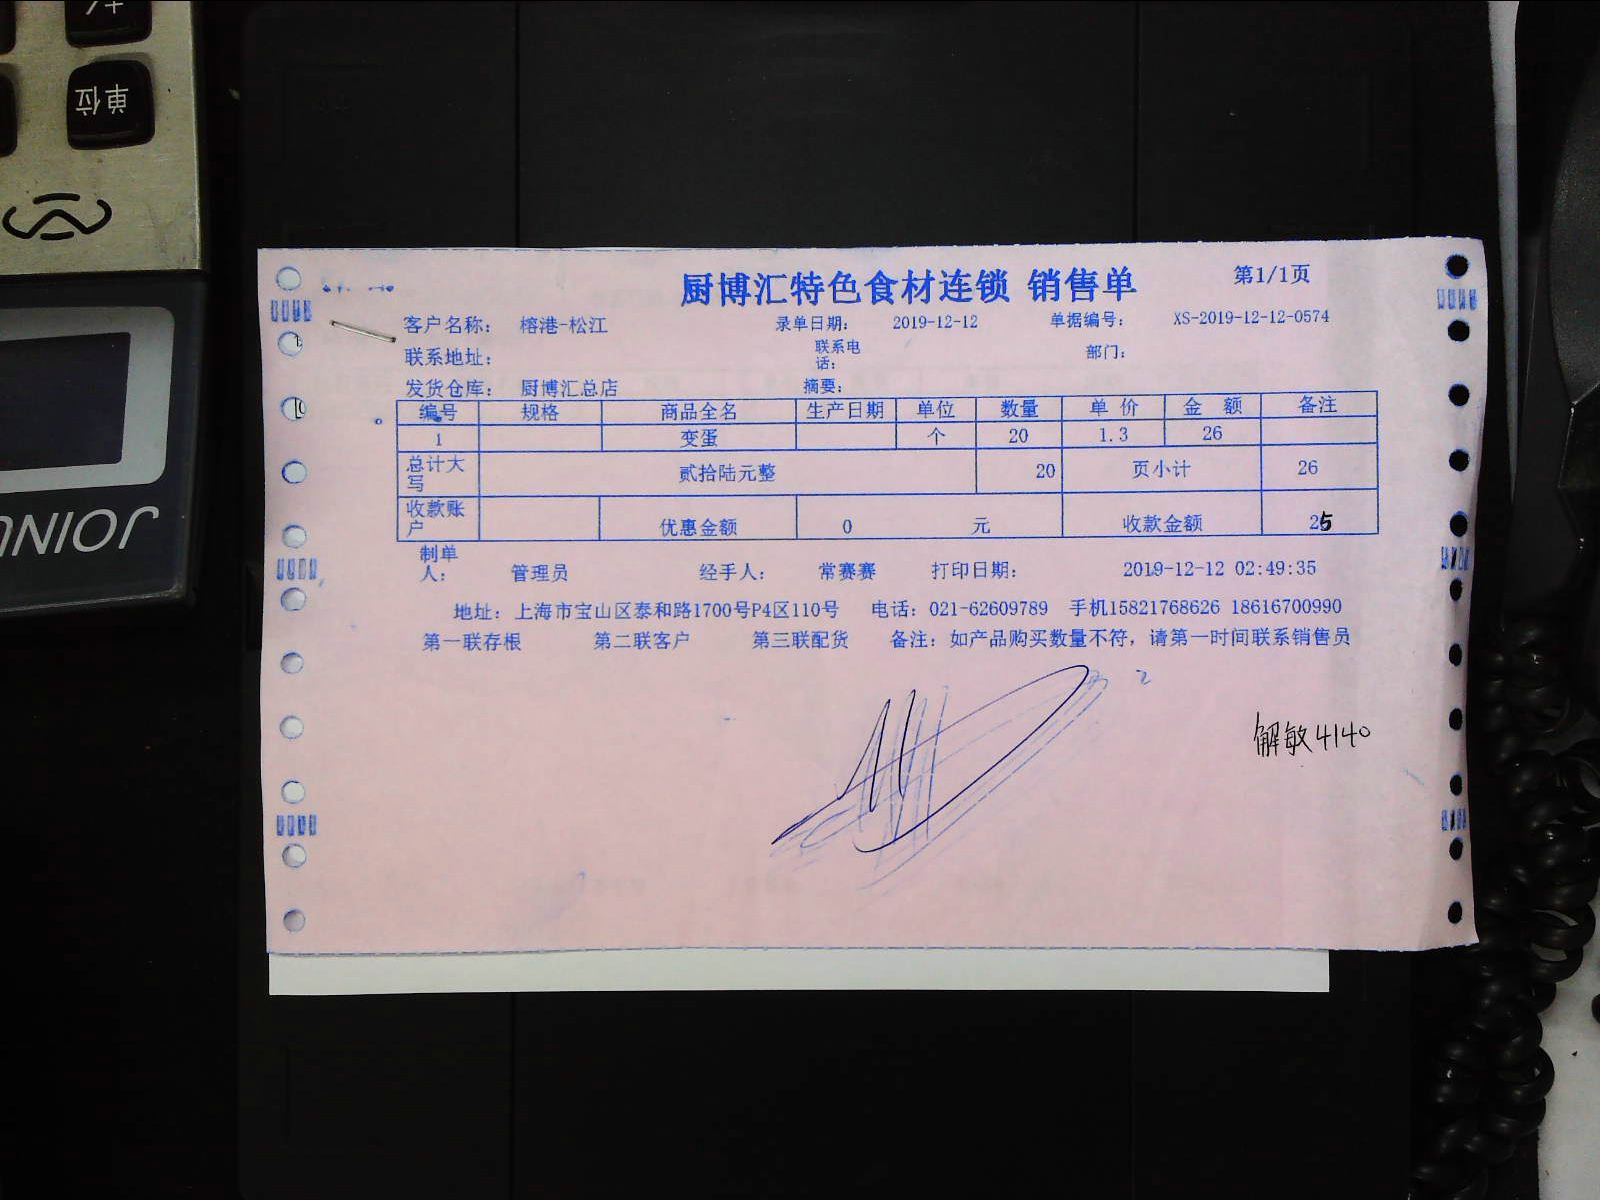 单位
JOINU
厨博汇特色食材连锁 销售单 第1/1页
客户名称： 榕港-松江 录单日期： 2019-12-12 单据编号： XS-2019-12-12-0574
联系地址： 联系电话： 部门：
发货仓库： 厨博汇总店 摘要：
编号 规格 商品全名 生产日期 单位 数量 单 价 金 额 备注
1 变蛋 个 20 1.3 26
总计大写 贰拾陆元整 20 页小计 26
收款账户 优惠金额 0 元 收款金额 25
制单人： 管理员 经手人： 常赛赛 打印日期： 2019-12-12 02:49:35
地址：上海市宝山区泰和路1700号P4区110号 电话：021-62609789 手机15821768626 18616700990
第一联存根 第二联客户 第三联配货 备注：如产品购买数量不符，请第一时间联系销售员
解敏4140